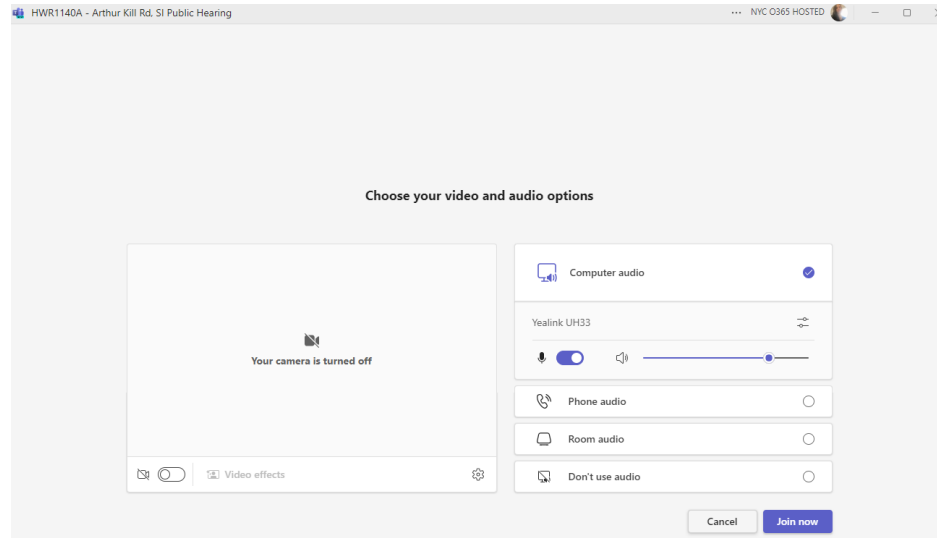 HWR1140A - Arthur Kill Rd, SI Public Hearing
... NYC O365 HOSTED
Choose your video and audio options
Your camera is turned off
Video effects
Computer audio
Yealink UH33
Phone audio
Room audio
Don't use audio
Cancel
Join now